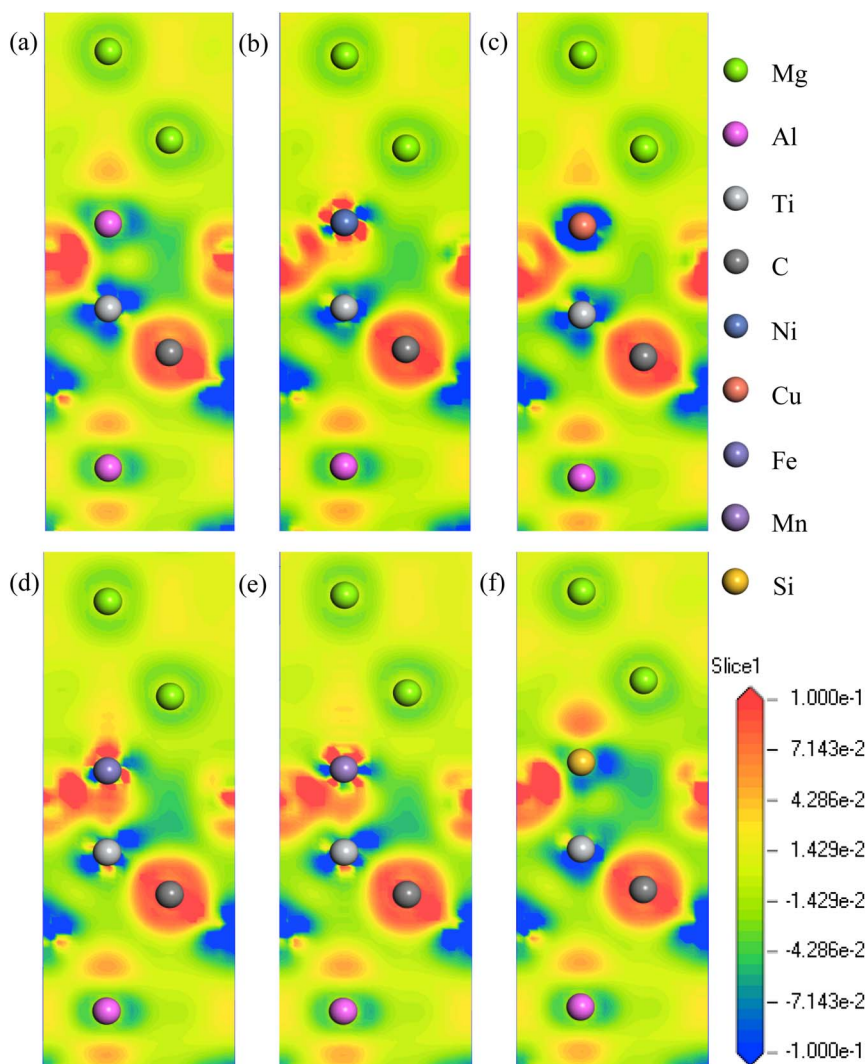 (a)
(b)
(c)
Mg
Al
Ti
C
Ni
Cu
Fe
Mn
Si
(d)
(e)
(f)
Slice1
1.000e-1
7.143e-2
4.286e-2
1.429e-2
-1.429e-2
-4.286e-2
-7.143e-2
-1.000e-1